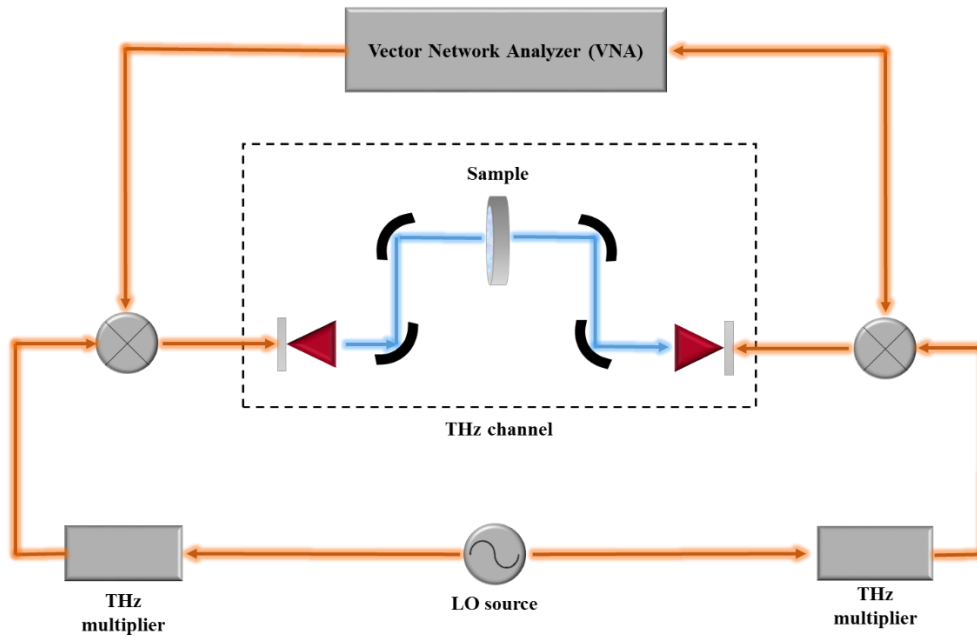 Vector Network Analyzer (VNA)
Sample
THz channel
LO source
THz
multiplier
THz
multiplier